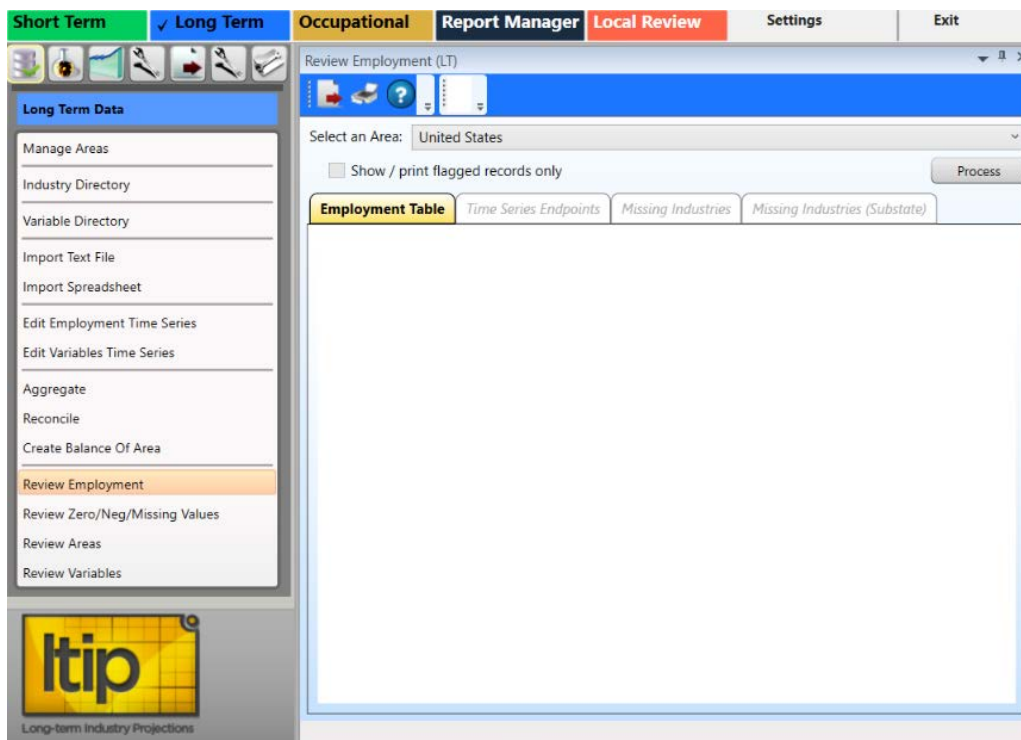 Short Term ✓ Long Term Occupational Report Manager Local Review Settings Exit
Long Term Data
Manage Areas
Industry Directory
Variable Directory
Import Text File
Import Spreadsheet
Edit Employment Time Series
Edit Variables Time Series
Aggregate
Reconcile
Create Balance Of Area
Review Employment
Review Zero/Neg/Missing Values
Review Areas
Review Variables
ltip
Long-term Industry Projections
Review Employment (LT)
?
Select an Area: United States
Show / print flagged records only
Process
Employment Table Time Series Endpoints Missing Industries Missing Industries (Substate)